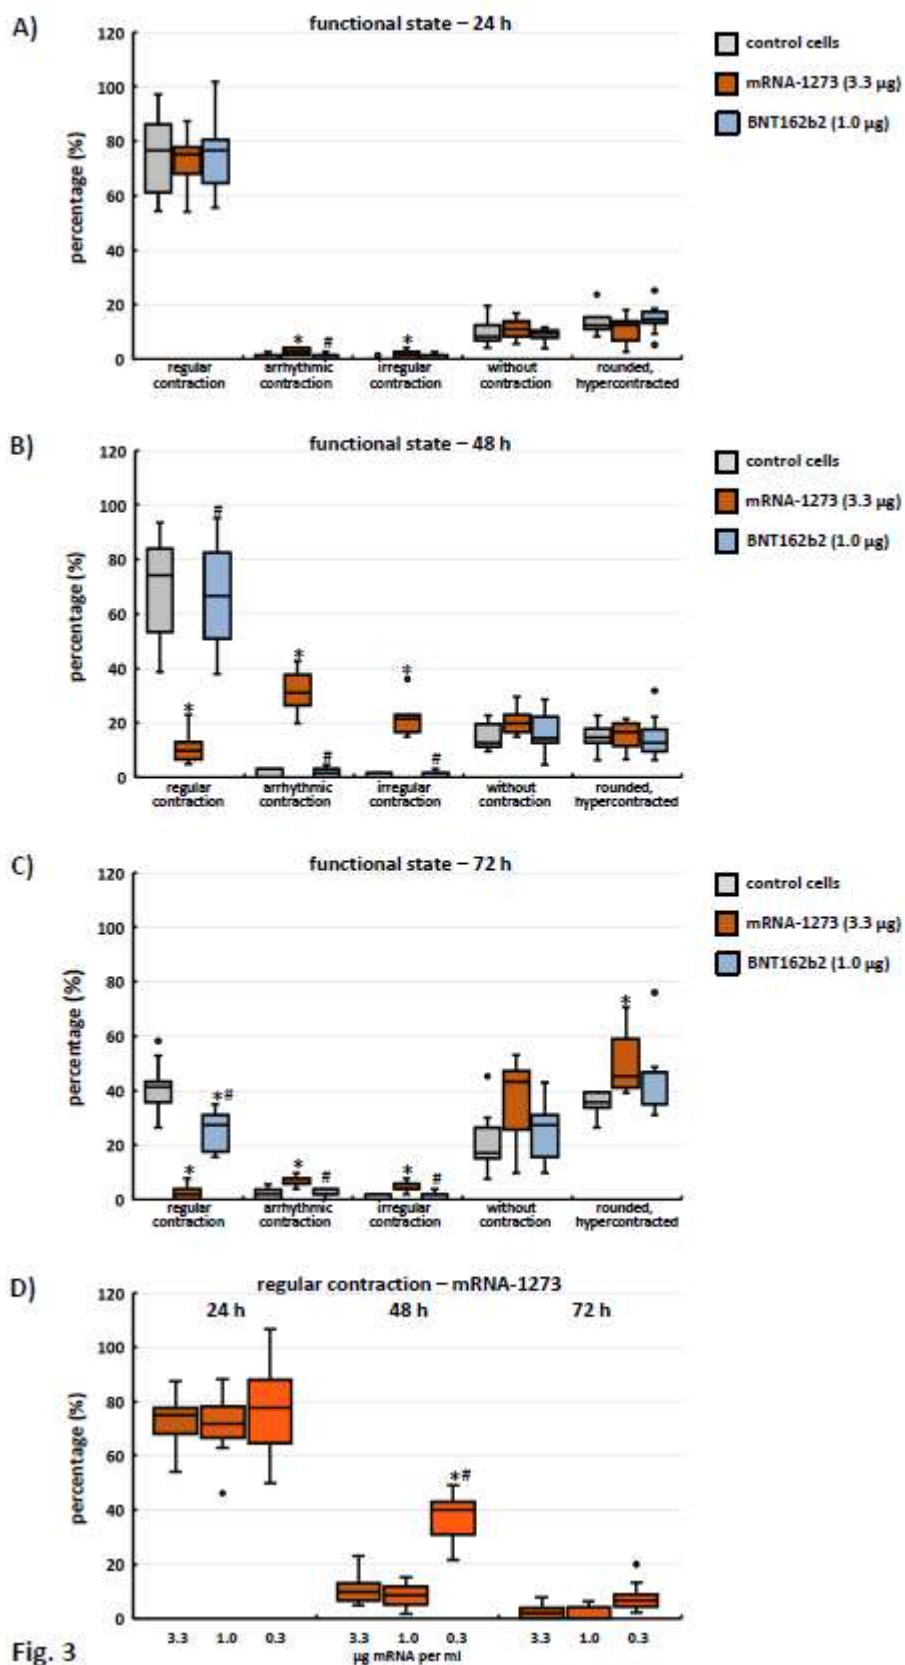 A)
functional state – 24 h
120
100
80
60
40
20
0
percentage (%)
control cells
mRNA-1273 (3.3 µg)
BNT162b2 (1.0 µg)
* # *
regular contraction
arrhythmic contraction
irregular contraction
without contraction
rounded, hypercontracted
B)
functional state – 48 h
120
100
80
60
40
20
0
percentage (%)
control cells
mRNA-1273 (3.3 µg)
BNT162b2 (1.0 µg)
* # * # * #
regular contraction
arrhythmic contraction
irregular contraction
without contraction
rounded, hypercontracted
C)
functional state – 72 h
120
100
80
60
40
20
0
percentage (%)
control cells
mRNA-1273 (3.3 µg)
BNT162b2 (1.0 µg)
* *# * # * # *
regular contraction
arrhythmic contraction
irregular contraction
without contraction
rounded, hypercontracted
D)
regular contraction – mRNA-1273
24 h 48 h 72 h
120
100
80
60
40
20
0
percentage (%)
*#
3.3 1.0 0.3 3.3 1.0 0.3 3.3 1.0 0.3
µg mRNA per ml
Fig. 3